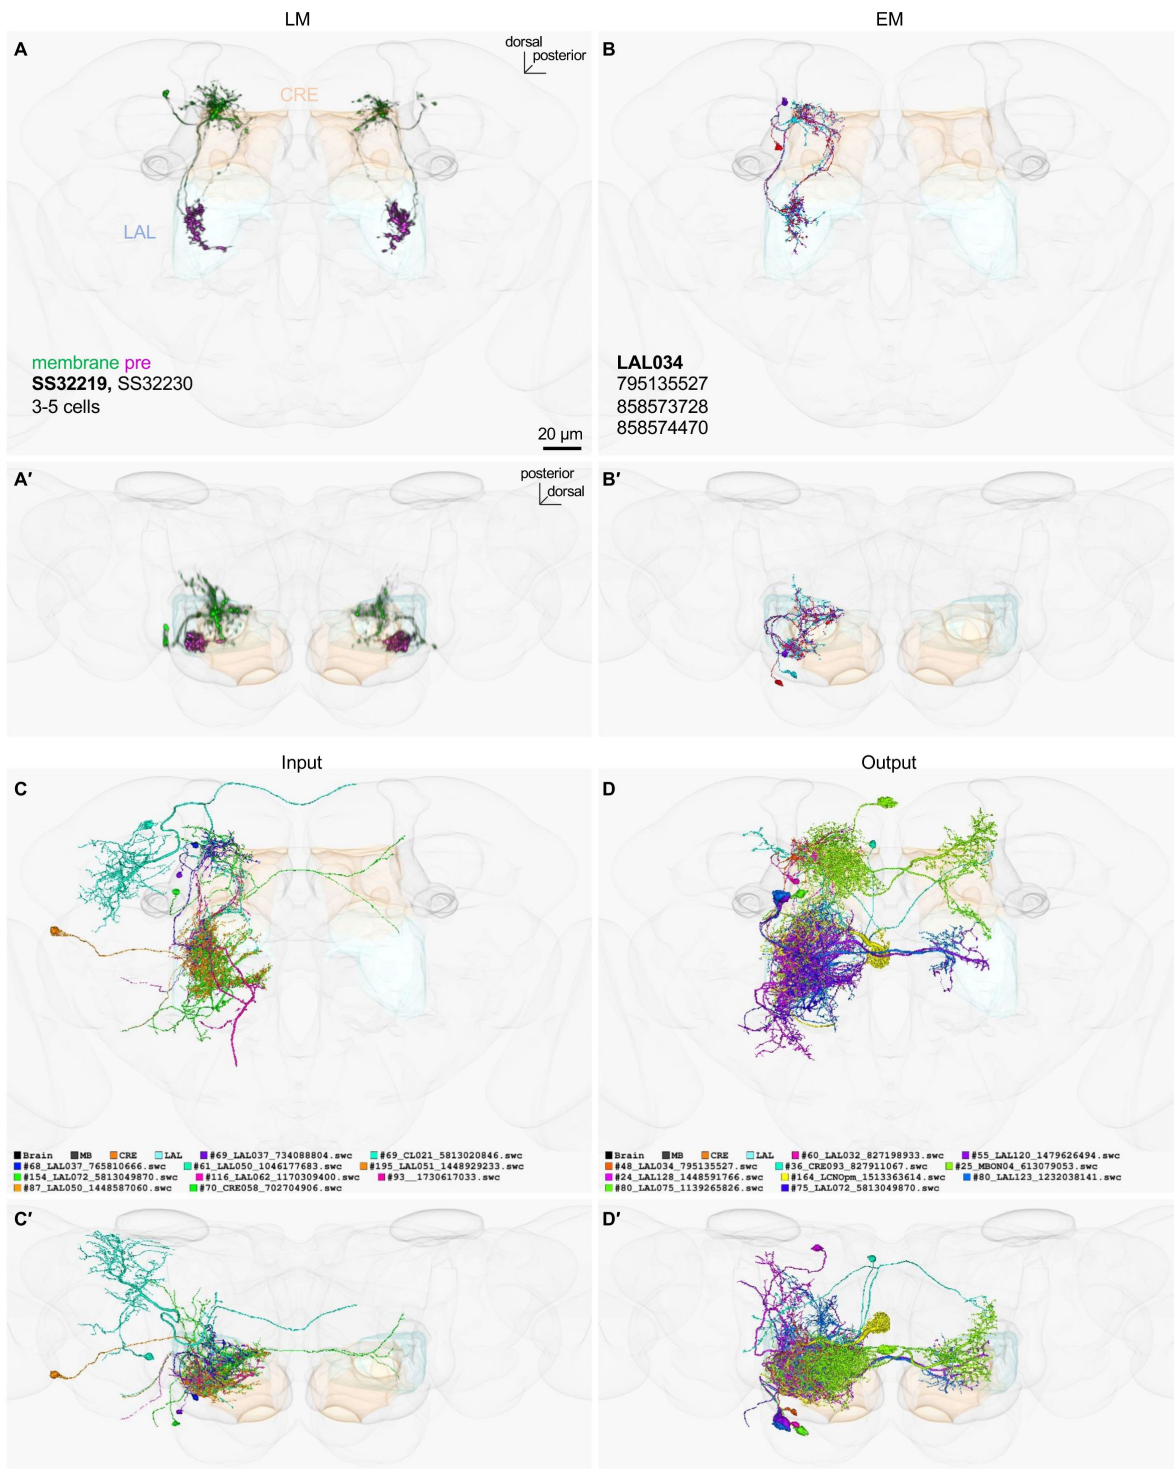 LM
EM
A
dorsal
posterior
CRE
LAL
membrane pre
SS32219, SS32230
3-5 cells
20 µm
B
LAL034
795135527
858573728
858574470
A′
posterior
dorsal
B′
Input
Output
C
Brain MB CRE LAL #69_LAL037_734088804.swc #69_CL021_5813020846.swc
#68_LAL037_765810666.swc #61_LAL050_1046177683.swc #195_LAL051_1448929233.swc
#154_LAL072_5813049870.swc #116_LAL062_1170309400.swc #93__1730617033.swc
#87_LAL050_1448587060.swc #70_CRE058_702704906.swc
D
Brain MB CRE LAL #60_LAL032_827198933.swc #55_LAL120_1479626494.swc
#48_LAL034_795135527.swc #36_CRE093_827911067.swc #25_MBON04_613079053.swc
#24_LAL128_1448591766.swc #164_LCNOpm_1513363614.swc #80_LAL123_1232038141.swc
#80_LAL075_1139265826.swc #75_LAL072_5813049870.swc
C′
D′